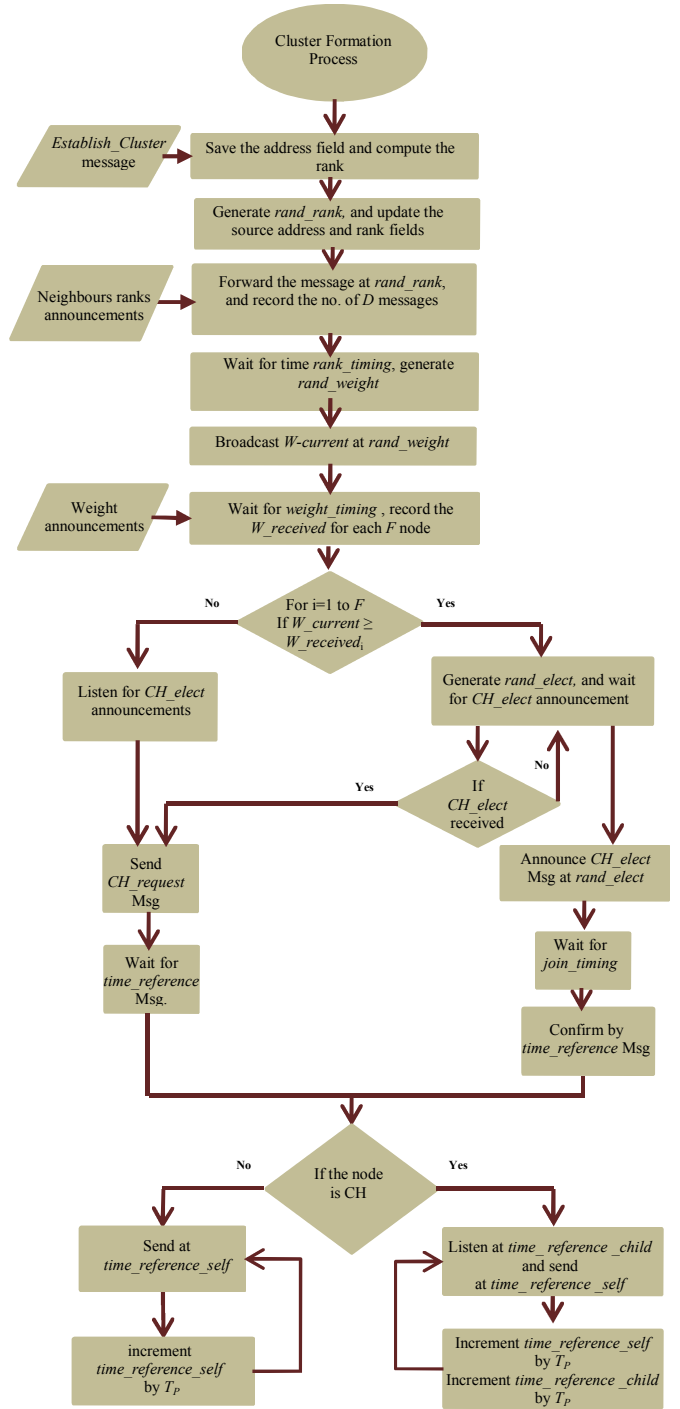 Cluster Formation
Process
Establish_Cluster
message
Save the address field and compute the
rank
Generate rand_rank, and update the
source address and rank fields
Neighbours ranks
announcements
Forward the message at rand_rank,
and record the no. of D messages
Wait for time rank_timing, generate
rand_weight
Broadcast W-current at rand_weight
Weight
announcements
Wait for weight_timing , record the
W_received for each F node
For i=1 to F
If W_current ≥
W_receivedi
No
Yes
Listen for CH_elect
announcements
Generate rand_elect, and wait
for CH_elect announcement
If
CH_elect
received
Yes
No
Send
CH_request
Msg
Announce CH_elect
Msg at rand_elect
Wait for
time_reference
Msg.
Wait for
join_timing
Confirm by
time_reference Msg
If the node
is CH
No
Yes
Send at
time_reference_self
Listen at time_ reference _child
and send
at time_ reference _self
increment
time_reference_self
by TP
Increment time_reference_self
by TP
Increment time_ reference _child
by TP